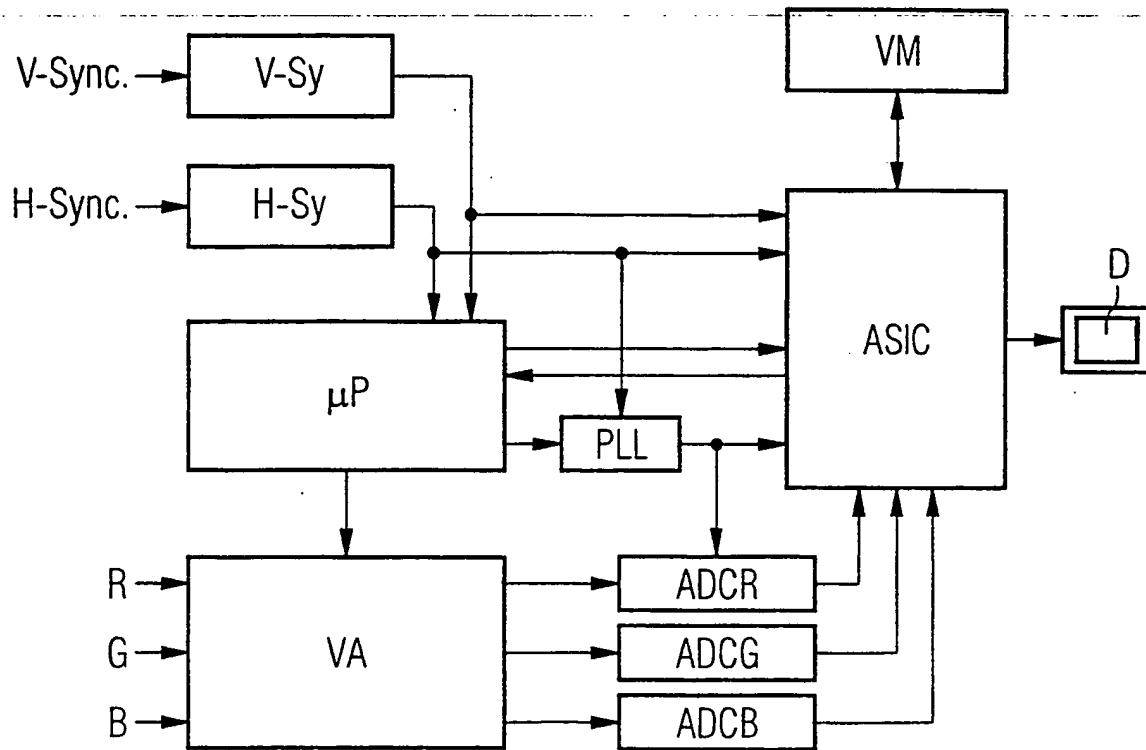 V-Sync.
V-Sy
VM
H-Sync.
H-Sy
D
ASIC
µP
PLL
R
ADCR
G
VA
ADCG
B
ADCB